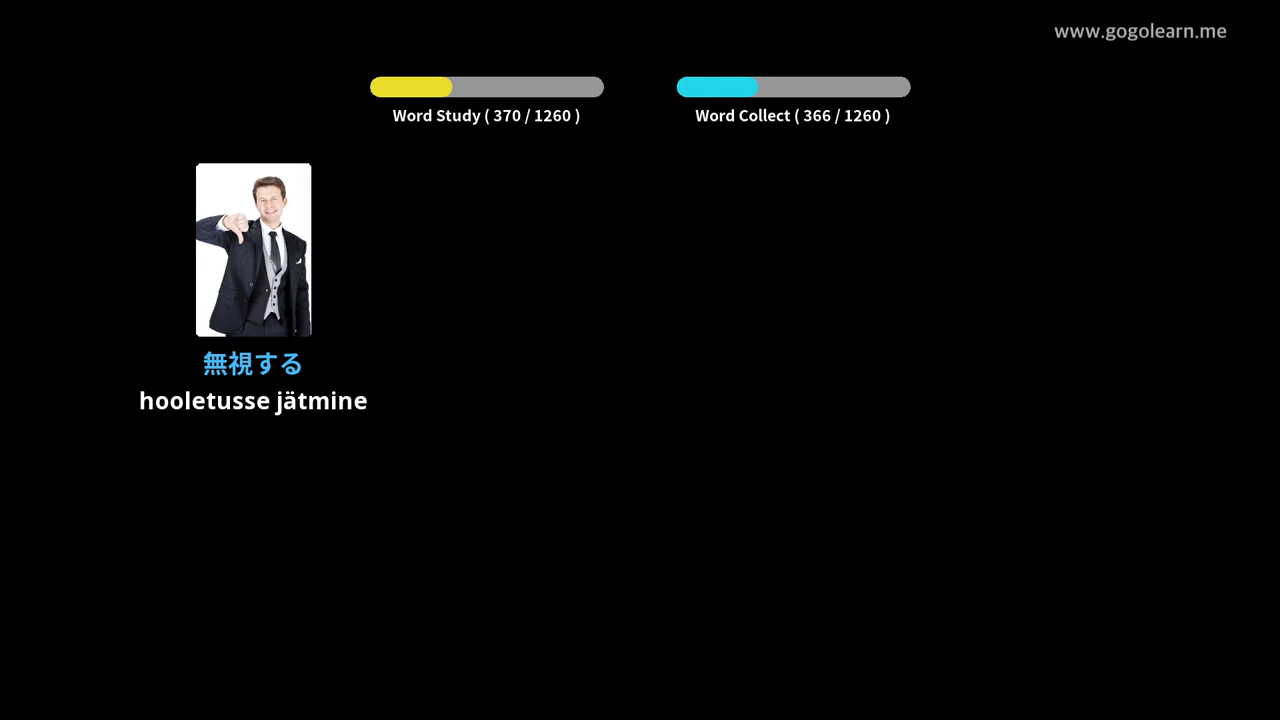 www.gogolearn.me
Word Study ( 370 / 1260 )
Word Collect ( 366 / 1260 )
無視する
hooletusse jätmine